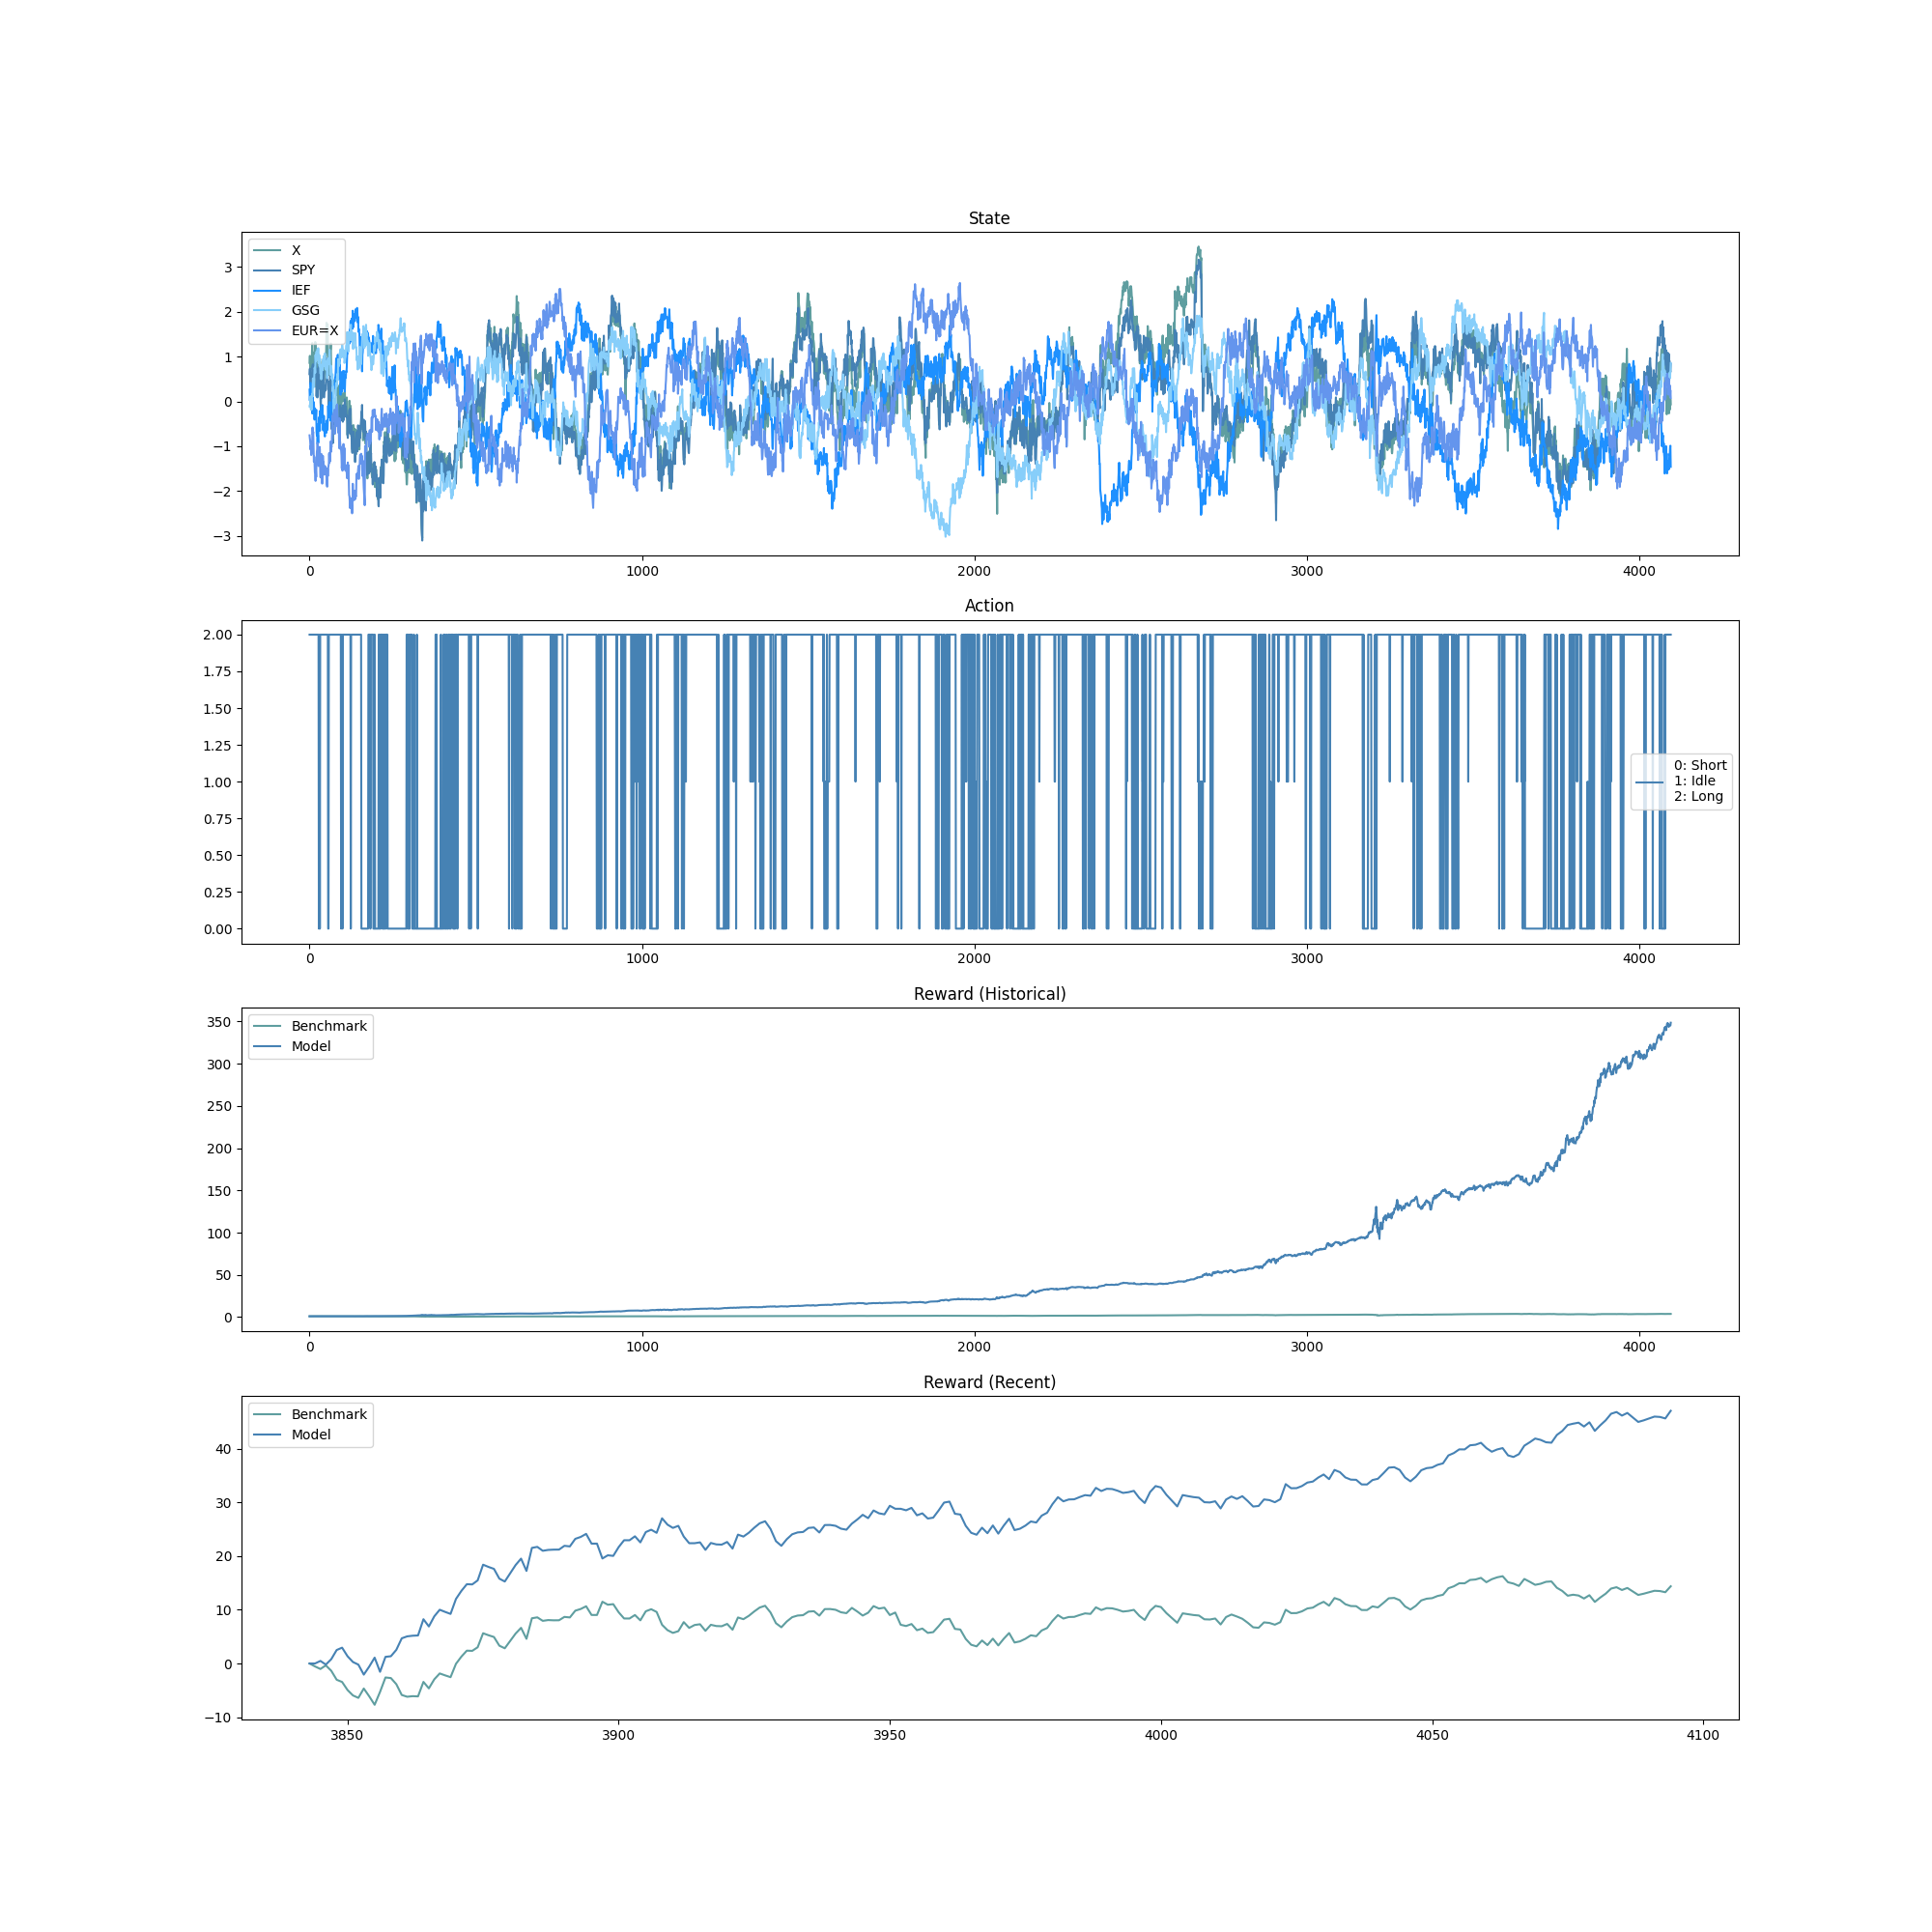 State
X
SPY
IEF
GSG
EUR=X
3
2
1
0
−1
−2
−3
0 1000 2000 3000 4000
Action
2.00
1.75
1.50
1.25
1.00
0.75
0.50
0.25
0.00
0: Short
1: Idle
2: Long
0 1000 2000 3000 4000
Reward (Historical)
Benchmark
Model
350
300
250
200
150
100
50
0
0 1000 2000 3000 4000
Reward (Recent)
Benchmark
Model
40
30
20
10
0
−10
3850 3900 3950 4000 4050 4100